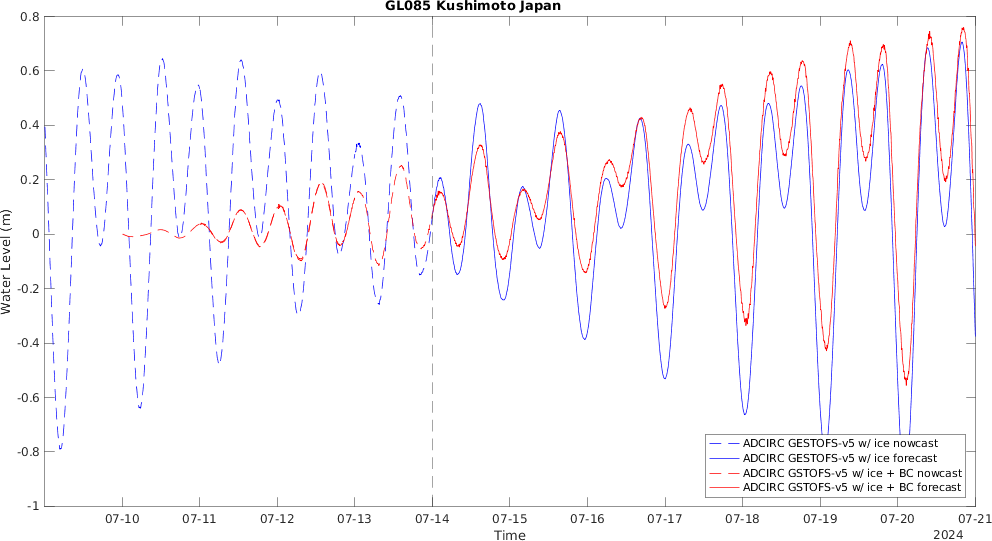 GL085 Kushimoto Japan
Water Level (m)
0.8
0.6
0.4
0.2
0
-0.2
-0.4
-0.6
-0.8
-1
ADCIRC GESTOFS-v5 w/ ice nowcast
ADCIRC GESTOFS-v5 w/ ice forecast
ADCIRC GSTOFS-v5 w/ ice + BC nowcast
ADCIRC GSTOFS-v5 w/ ice + BC forecast
07-10 07-11 07-12 07-13 07-14 07-15 07-16 07-17 07-18 07-19 07-20 07-21
Time
2024